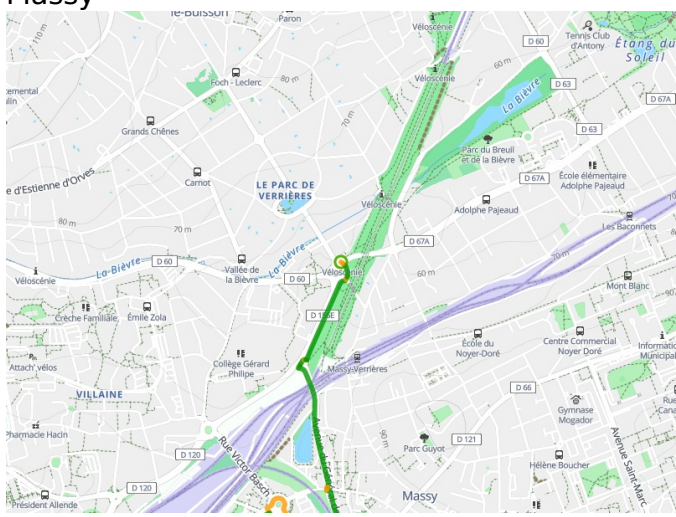 Massy
le-Buisson
Paron
Véloscénie
D 60
Tennis Club
d'Antony
Étang du
Soleil
110 m
Foch - Leclerc
80 m
Véloscénie
60 m
La Bièvre
D 63
D 67A
Grands Chênes
70 m
D 63
Parc du Breuil
et de la Bièvre
École élémentaire
Adolphe Pajeaud
e d'Estienne d'Orves
Carnot
LE PARC DE
VERRIÈRES
D 67A
Véloscénie
Adolphe Pajeaud
80 m
70 m
Les Baconnets
La Bièvre
D 67A
La-Bièvre
D 60
Vallée de
la Bièvre
D 60
Véloscénie
60 m
Véloscénie
Mont Blanc
Crèche Familiale
Émile Zola
École du
Noyer-Doré
Centre Commercial
Noyer Doré
Attach' vélos
Collège Gérard
Philipe
Massy-Verrières
D 66
VILLAINE
Gymnase
Mogador
Pharmacie Hacin
Rue Victor Basch
D 120
90 m
Parc Guyot
D 121
Avenue Saint-Marc
Hélène Boucher
D 120
Président Allende
Massy